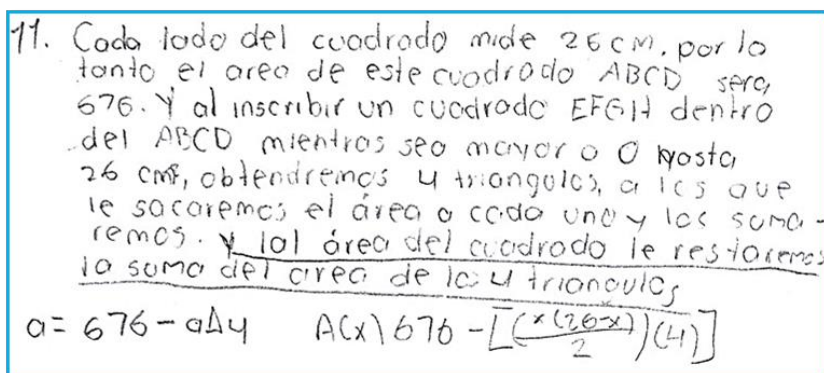 11. Cada lado del cuadrado mide 26 cm, por lo
tanto el area de este cuadrado ABCD sera
676. Y al inscribir un cuadrado EFGH dentro
del ABCD mientras sea mayor a 0 hasta
26 cm², obtendremos 4 triangulos, a los que
le sacaremos el área a cada uno y los suma-
remos. Y lal área del cuadrado le restaremos
la suma del area de lo 4 triangulos
a = 676 - a∆4 A(x) 676 - [(x(26-x)/2)(4)]